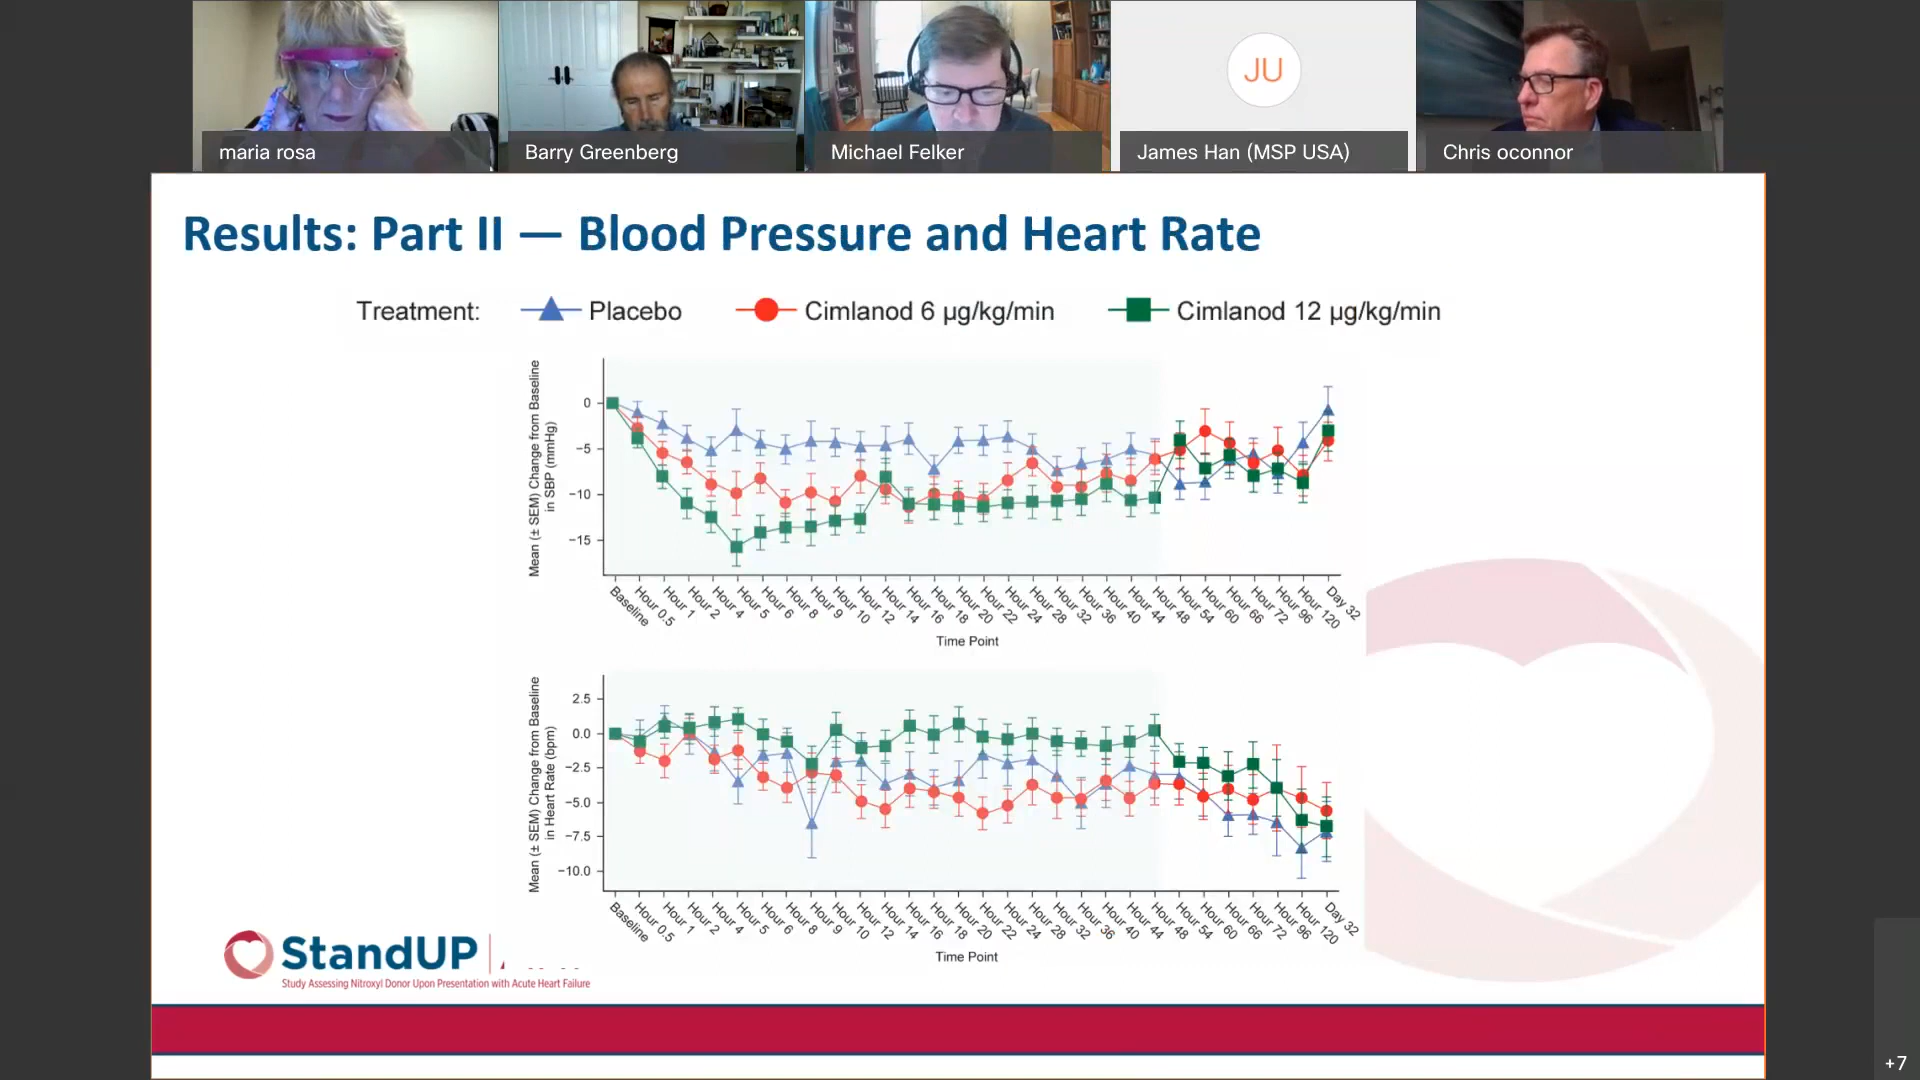 maria rosa
Barry Greenberg
Michael Felker
JU
James Han (MSP USA)
Chris oconnor
Results: Part II — Blood Pressure and Heart Rate
Treatment:
Placebo
Cimlanod 6 µg/kg/min
Cimlanod 12 µg/kg/min
Mean (± SEM) Change from Baseline
in SBP (mmHg)
0
−5
−10
−15
Baseline
Hour 0.5
Hour 1
Hour 2
Hour 4
Hour 5
Hour 6
Hour 8
Hour 9
Hour 10
Hour 12
Hour 14
Hour 16
Hour 18
Hour 20
Hour 22
Hour 24
Hour 28
Hour 32
Hour 36
Hour 40
Hour 44
Hour 48
Hour 54
Hour 60
Hour 66
Hour 72
Hour 96
Hour 120
Day 32
Time Point
Mean (± SEM) Change from Baseline
in Heart Rate (bpm)
2.5
0.0
−2.5
−5.0
−7.5
−10.0
Baseline
Hour 0.5
Hour 1
Hour 2
Hour 4
Hour 5
Hour 6
Hour 8
Hour 9
Hour 10
Hour 12
Hour 14
Hour 16
Hour 18
Hour 20
Hour 22
Hour 24
Hour 28
Hour 32
Hour 36
Hour 40
Hour 44
Hour 48
Hour 54
Hour 60
Hour 66
Hour 72
Hour 96
Hour 120
Day 32
Time Point
StandUP
Study Assessing Nitroxyl Donor Upon Presentation with Acute Heart Failure
+7